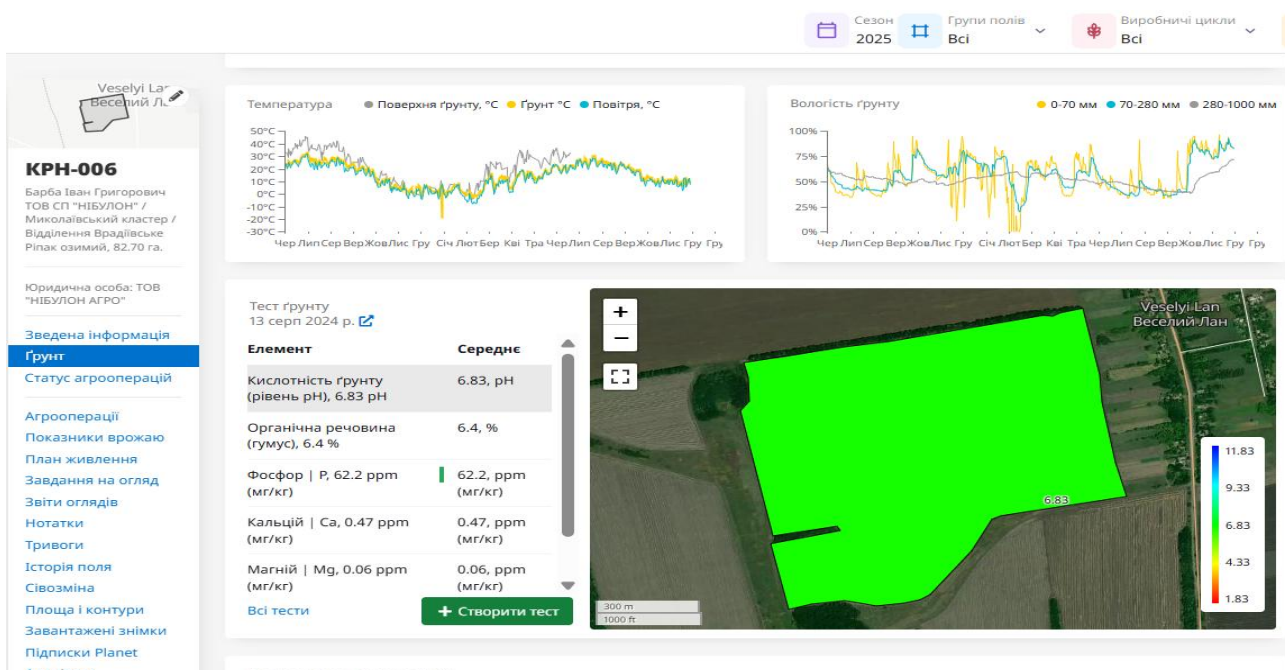 Сезон
2025
Групи полів
Всі
Виробничі цикли
Всі
Veselyi Lan
Веселий Л
КРН-006
Барба Іван Григорович
ТОВ СП "НІБУЛОН" /
Миколаївський кластер /
Відділення Врадіївське
Ріпак озимий, 82.70 га.
Юридична особа: ТОВ
"НІБУЛОН АГРО"
Зведена інформація
Ґрунт
Статус агрооперацій
Агрооперації
Показники врожаю
План живлення
Завдання на огляд
Звіти оглядів
Нотатки
Тривоги
Історія поля
Сівозміна
Площа і контури
Завантажені знімки
Підписки Planet
Температура
Поверхня ґрунту, °C Ґрунт °C Повітря, °C
50°C
40°C
30°C
20°C
10°C
0°C
-10°C
-20°C
-30°C
Чер Лип Сер Вер Жов Лис Гру Січ Лют Бер Кві Тра Чер Лип Сер Вер Жов Лис Гру Гру
Вологість ґрунту
0-70 мм 70-280 мм 280-1000 мм
100%
75%
50%
25%
0%
Чер Лип Сер Вер Жов Лис Гру Січ Лют Бер Кві Тра Чер Лип Сер Вер Жов Лис Гру Гру
Тест ґрунту
13 серп 2024 р.
Елемент Середнє
Кислотність ґрунту 6.83, pH
(рівень pH), 6.83 pH
Органічна речовина 6.4, %
(гумус), 6.4 %
Фосфор | P, 62.2 ppm 62.2, ppm
(мг/кг) (мг/кг)
Кальцій | Ca, 0.47 ppm 0.47, ppm
(мг/кг) (мг/кг)
Магній | Mg, 0.06 ppm 0.06, ppm
(мг/кг) (мг/кг)
Всі тести
+ Створити тест
+
−
Veselyi Lan
Веселий Лан
6.83
11.83
9.33
6.83
4.33
1.83
300 m
1000 ft